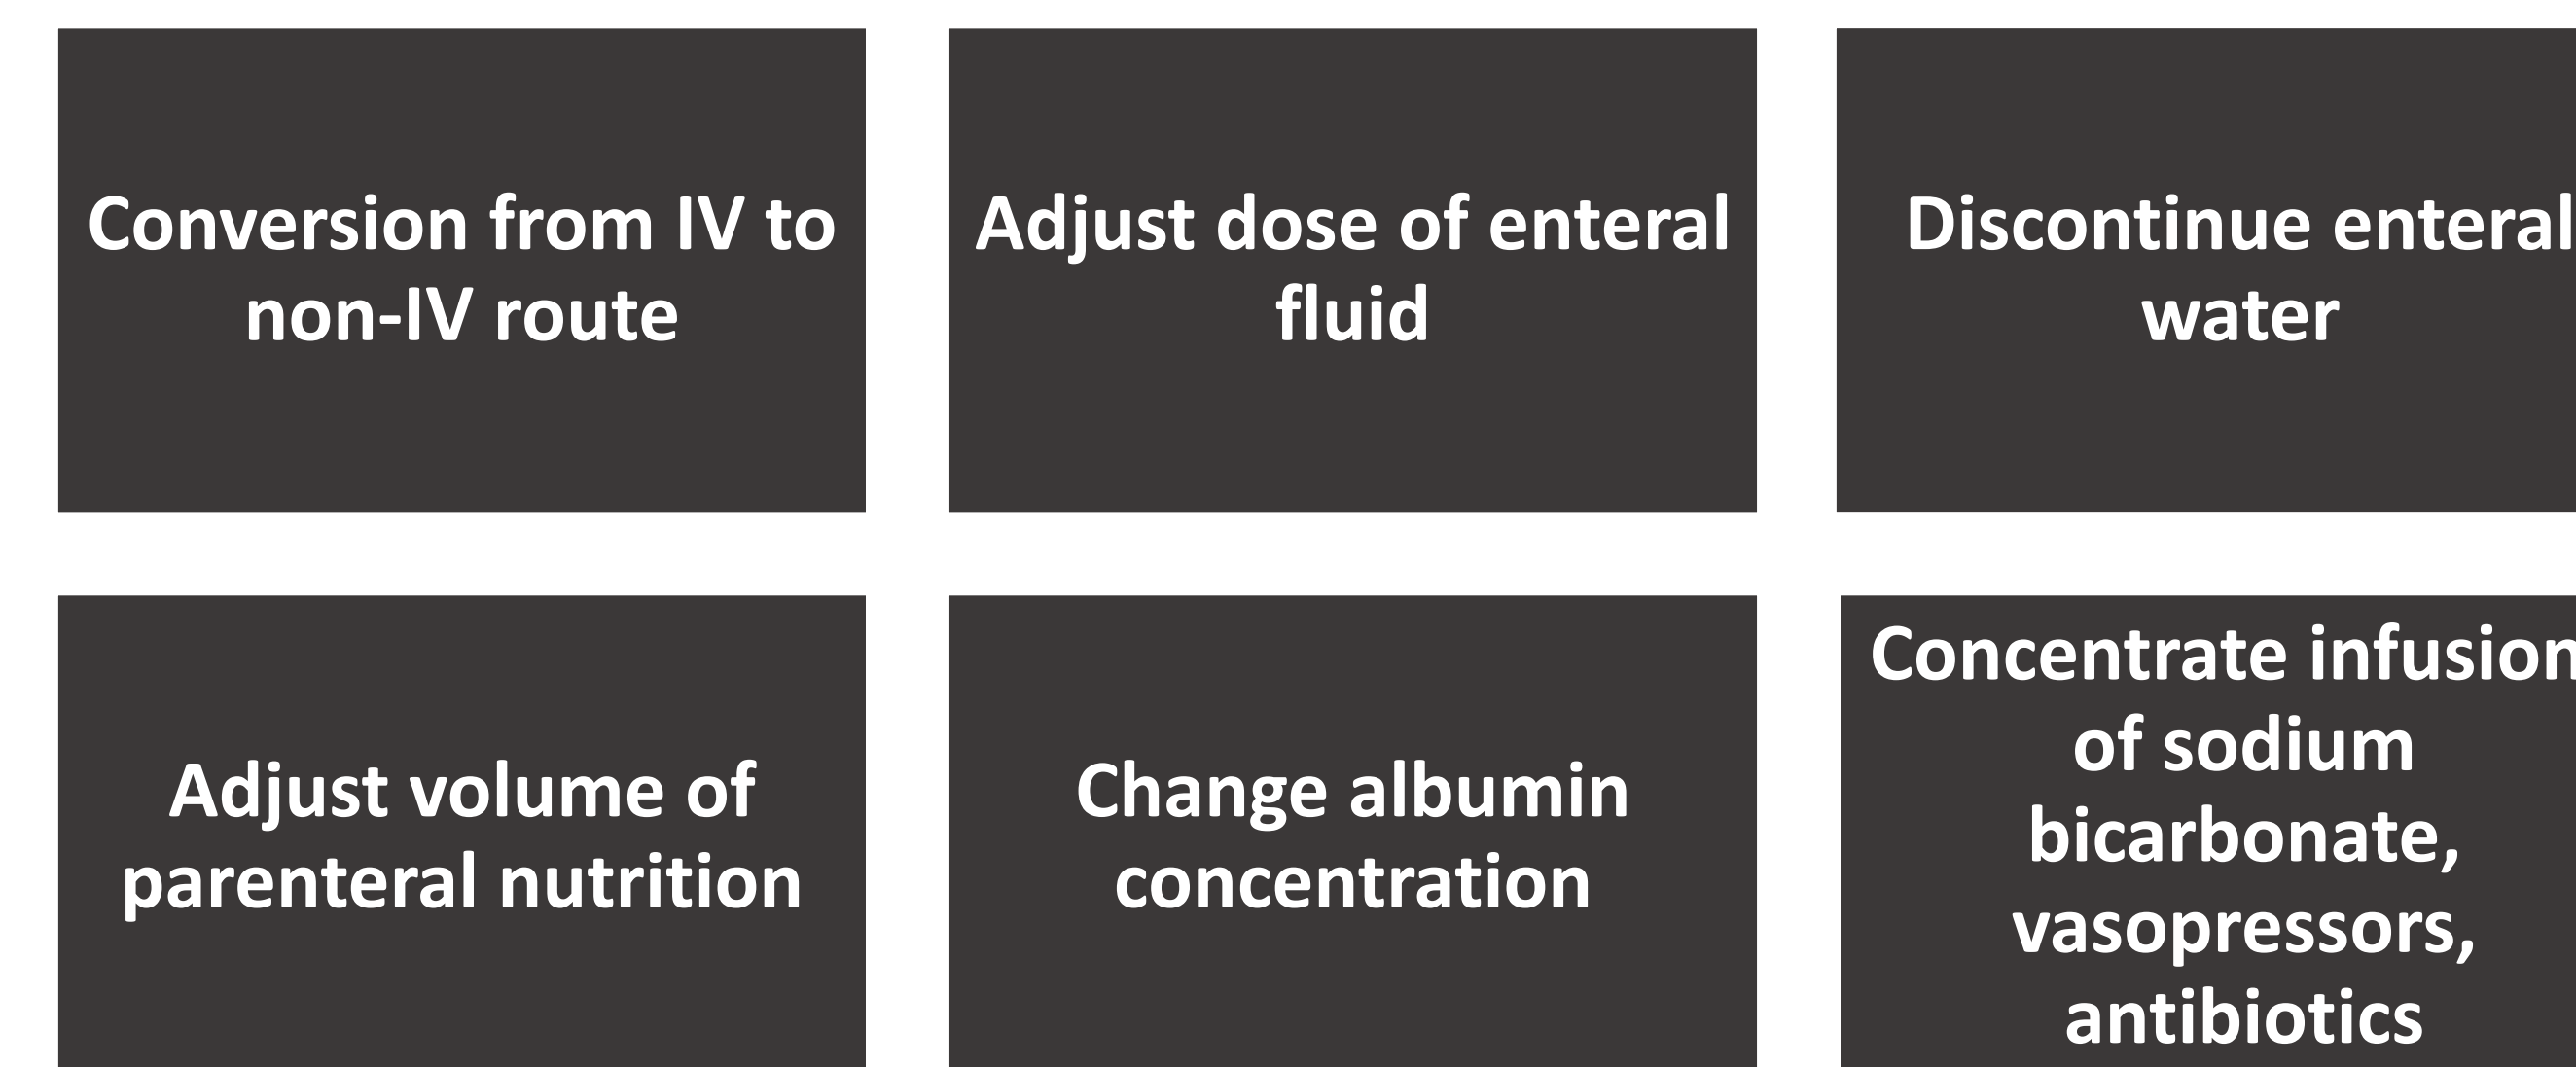 Conversion from IV to
non-IV route
Adjust dose of enteral
fluid
Discontinue enteral
water
Adjust volume of
parenteral nutrition
Change albumin
concentration
Concentrate infusion
of sodium
bicarbonate,
vasopressors,
antibiotics